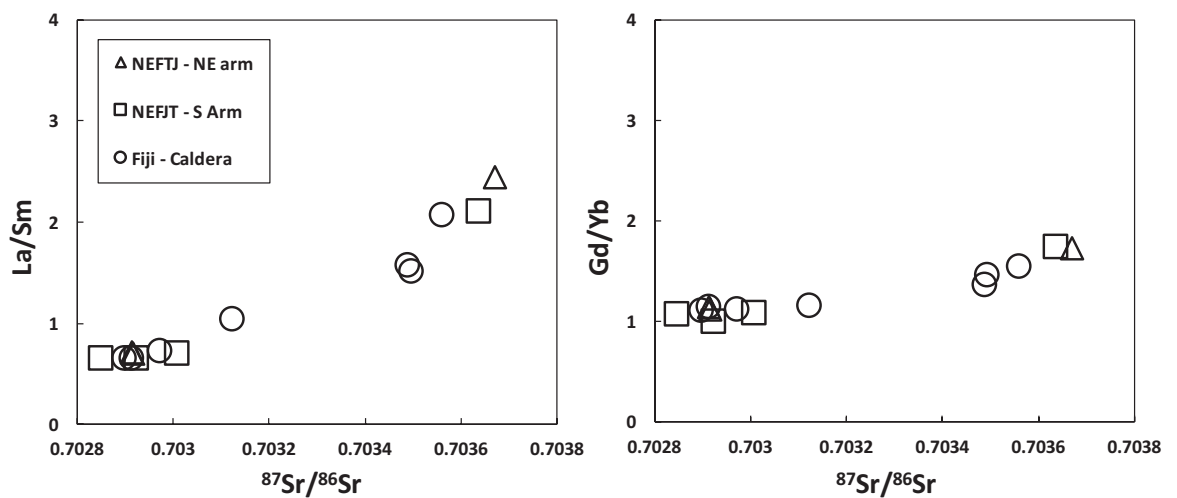 4
3
2
1
0
La/Sm
NEFTJ - NE arm
NEFJT - S Arm
Fiji - Caldera
0.7028 0.703 0.7032 0.7034 0.7036 0.7038
⁸⁷Sr/⁸⁶Sr
4
3
2
1
0
Gd/Yb
0.7028 0.703 0.7032 0.7034 0.7036 0.7038
⁸⁷Sr/⁸⁶Sr